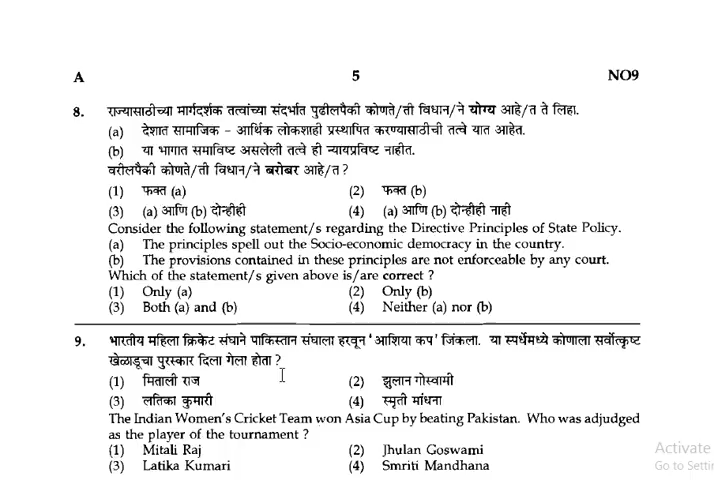 A 5 NO9
8. राज्यासाठीच्या मार्गदर्शक तत्वांच्या संदर्भात पुढीलपैकी कोणते/ती विधान/ने योग्य आहे/त ते लिहा.
(a) देशात सामाजिक - आर्थिक लोकशाही प्रस्थापित करण्यासाठीची तत्वे यात आहेत.
(b) या भागात समाविष्ट असलेली तत्वे ही न्यायप्रविष्ट नाहीत.
वरीलपैकी कोणते/ती विधान/ने बरोबर आहे/त ?
(1) फक्त (a) (2) फक्त (b)
(3) (a) आणि (b) दोन्हीही (4) (a) आणि (b) दोन्हीही नाही
Consider the following statement/s regarding the Directive Principles of State Policy.
(a) The principles spell out the Socio-economic democracy in the country.
(b) The provisions contained in these principles are not enforceable by any court.
Which of the statement/s given above is/are correct ?
(1) Only (a) (2) Only (b)
(3) Both (a) and (b) (4) Neither (a) nor (b)
9. भारतीय महिला क्रिकेट संघाने पाकिस्तान संघाला हरवून 'आशिया कप' जिंकला. या स्पर्धेमध्ये कोणाला सर्वोत्कृष्ट
खेळाडूचा पुरस्कार दिला गेला होता ?
(1) मिताली राज (2) झुलान गोस्वामी
(3) लतिका कुमारी (4) स्मृती मांधना
The Indian Women's Cricket Team won Asia Cup by beating Pakistan. Who was adjudged
as the player of the tournament ?
(1) Mitali Raj (2) Jhulan Goswami
(3) Latika Kumari (4) Smriti Mandhana
Activate
Go to Setti